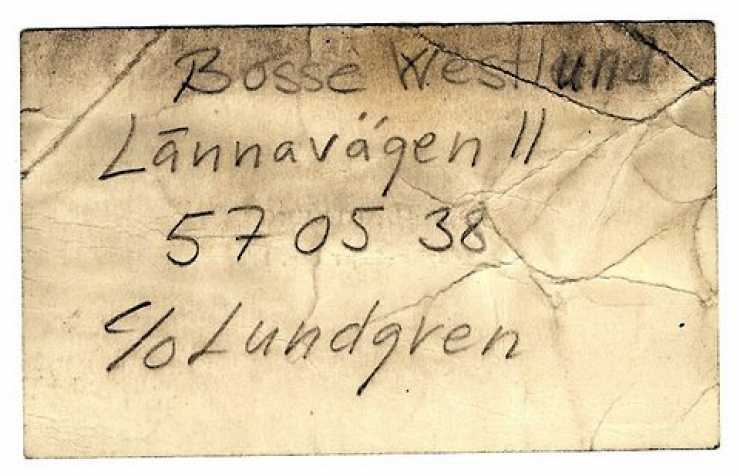 Bosse Westlund
Lännavägen 11
57 05 38
c/o Lundgren